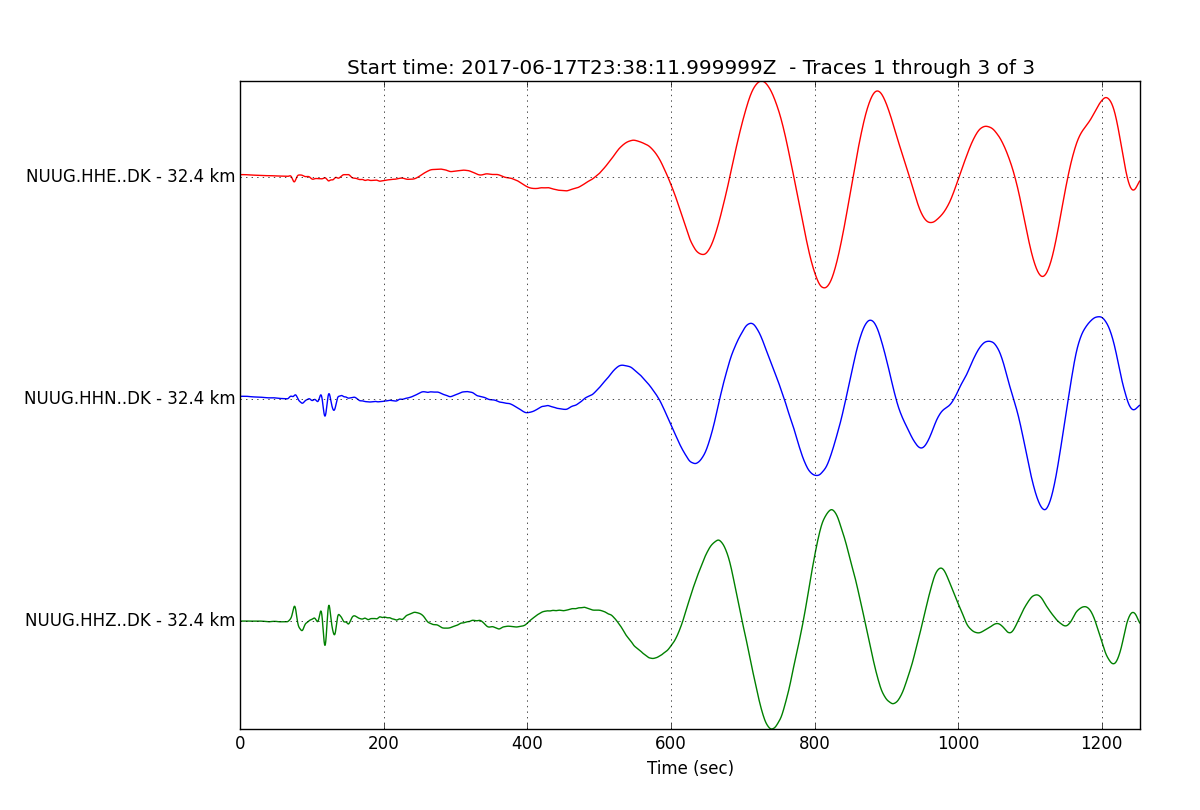 Start time: 2017-06-17T23:38:11.999999Z  - Traces 1 through 3 of 3
NUUG.HHE..DK - 32.4 km
NUUG.HHN..DK - 32.4 km
NUUG.HHZ..DK - 32.4 km
0 200 400 600 800 1000 1200
Time (sec)